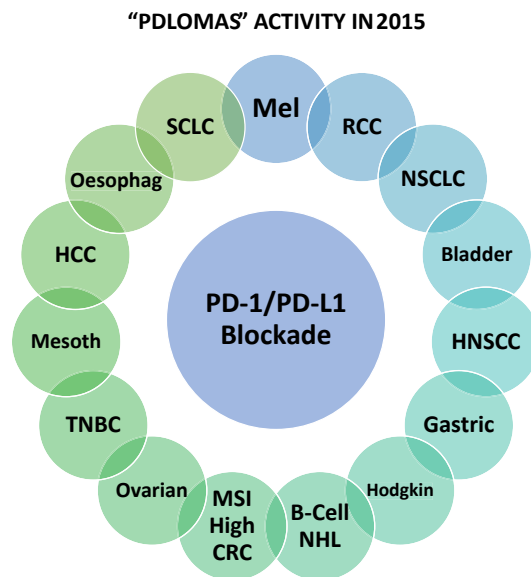 “PDLOMAS” ACTIVITY IN 2015
Mel
RCC
NSCLC
Bladder
HNSCC
Gastric
Hodgkin
B-Cell
NHL
MSI
High
CRC
Ovarian
TNBC
Mesoth
HCC
Oesophag
SCLC
PD-1/PD-L1
Blockade